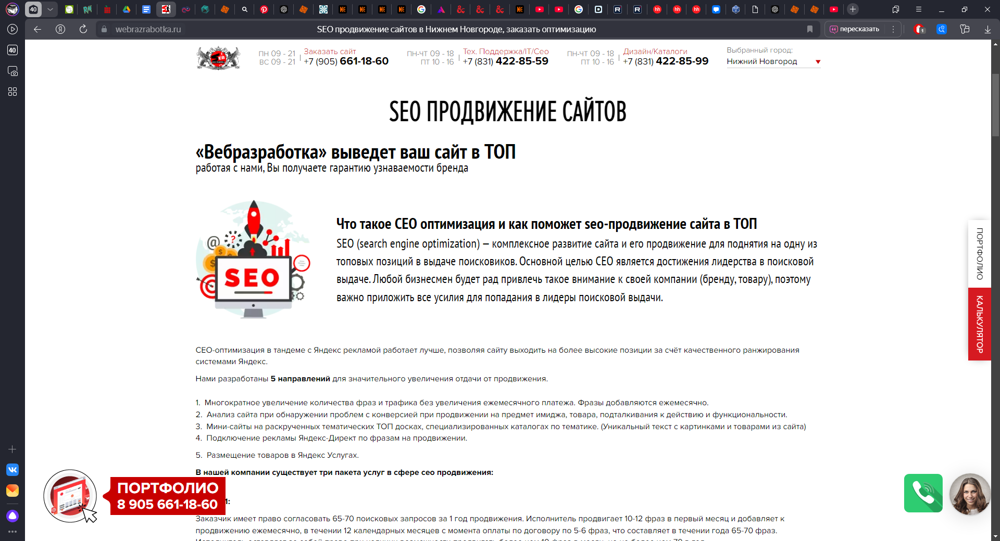 40
webrazrabotka.ru
SEO продвижение сайтов в Нижнем Новгороде, заказать оптимизацию
пересказать
1
40
ПН 09 - 21
ВС 09 - 21
Заказать сайт
+7 (905) 661-18-60
ПН-ЧТ 09 - 18
ПТ 10 - 16
Тех. Поддержка/IT/Сео
+7 (831) 422-85-59
ПН-ЧТ 09 - 18
ПТ 10 - 16
Дизайн/Каталоги
+7 (831) 422-85-99
Выбранный город:
Нижний Новгород
SEO ПРОДВИЖЕНИЕ САЙТОВ
«Вебразработка» выведет ваш сайт в ТОП
работая с нами, Вы получаете гарантию узнаваемости бренда
SEO
Что такое СЕО оптимизация и как поможет seo-продвижение сайта в ТОП
SEO (search engine optimization) — комплексное развитие сайта и его продвижение для поднятия на одну из
топовых позиций в выдаче поисковиков. Основной целью СЕО является достижения лидерства в поисковой
выдаче. Любой бизнесмен будет рад привлечь такое внимание к своей компании (бренду, товару), поэтому
важно приложить все усилия для попадания в лидеры поисковой выдачи.
ПОРТФОЛИО
КАЛЬКУЛЯТОР
СЕО-оптимизация в тандеме с Яндекс рекламой работает лучше, позволяя сайту выходить на более высокие позиции за счёт качественного ранжирования
системами Яндекс.
Нами разработаны 5 направлений для значительного увеличения отдачи от продвижения.
1. Многократное увеличение количества фраз и трафика без увеличения ежемесячного платежа. Фразы добавляются ежемесячно.
2. Анализ сайта при обнаружении проблем с конверсией при продвижении на предмет имиджа, товара, подталкивания к действию и функциональности.
3. Мини-сайты на раскрученных тематических ТОП досках, специализированных каталогах по тематике. (Уникальный текст с картинками и товарами из сайта)
4. Подключение рекламы Яндекс-Директ по фразам на продвижении.
5. Размещение товаров в Яндекс Услугах.
В нашей компании существует три пакета услуг в сфере сео продвижения:
ПОРТФОЛИО
8 905 661-18-60
Заказчик имеет право согласовать 65-70 поисковых запросов за 1 год продвижения. Исполнитель продвигает 10-12 фраз в первый месяц и добавляет к
продвижению ежемесячно, в течении 12 календарных месяцев с момента оплаты по договору по 5-6 фраз, что составляет в течении года 65-70 фраз.